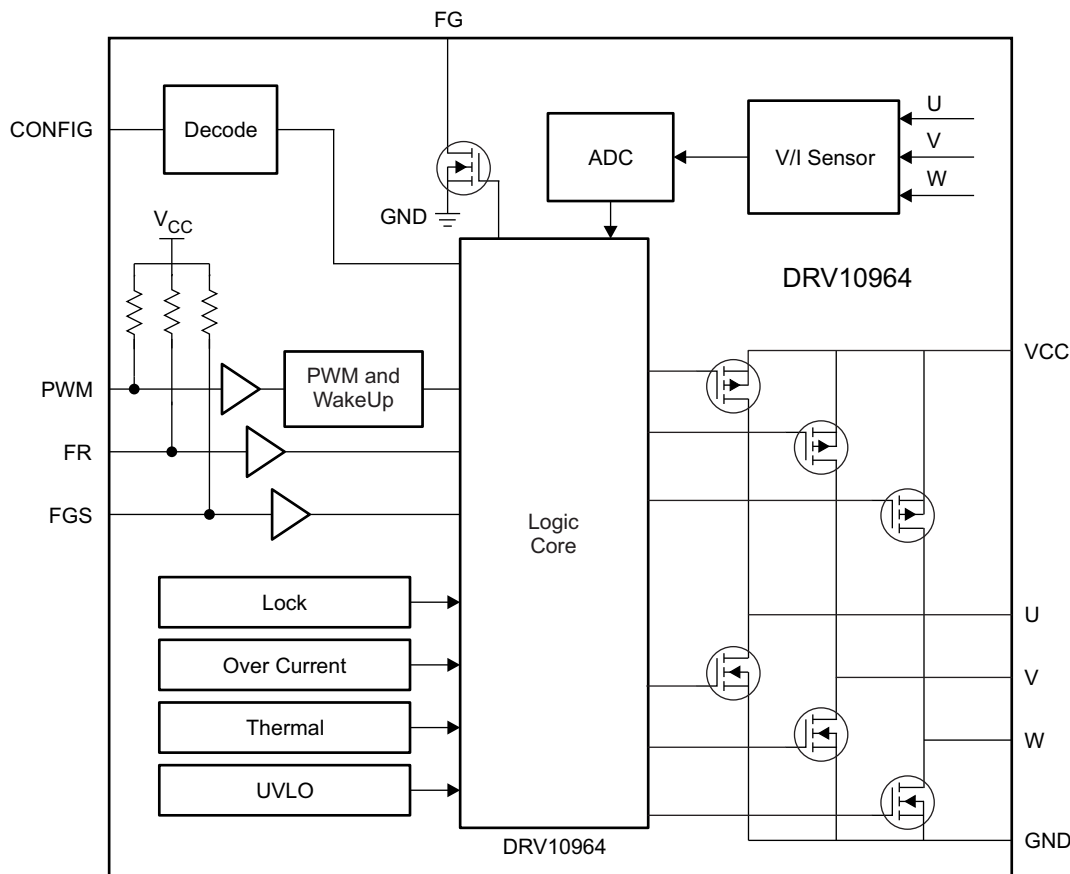 FG
CONFIG
Decode
ADC
V/I Sensor
U
V
W
GND
VCC
DRV10964
PWM
PWM and
WakeUp
FR
FGS
Logic
Core
VCC
Lock
Over Current
Thermal
UVLO
U
V
W
GND
DRV10964